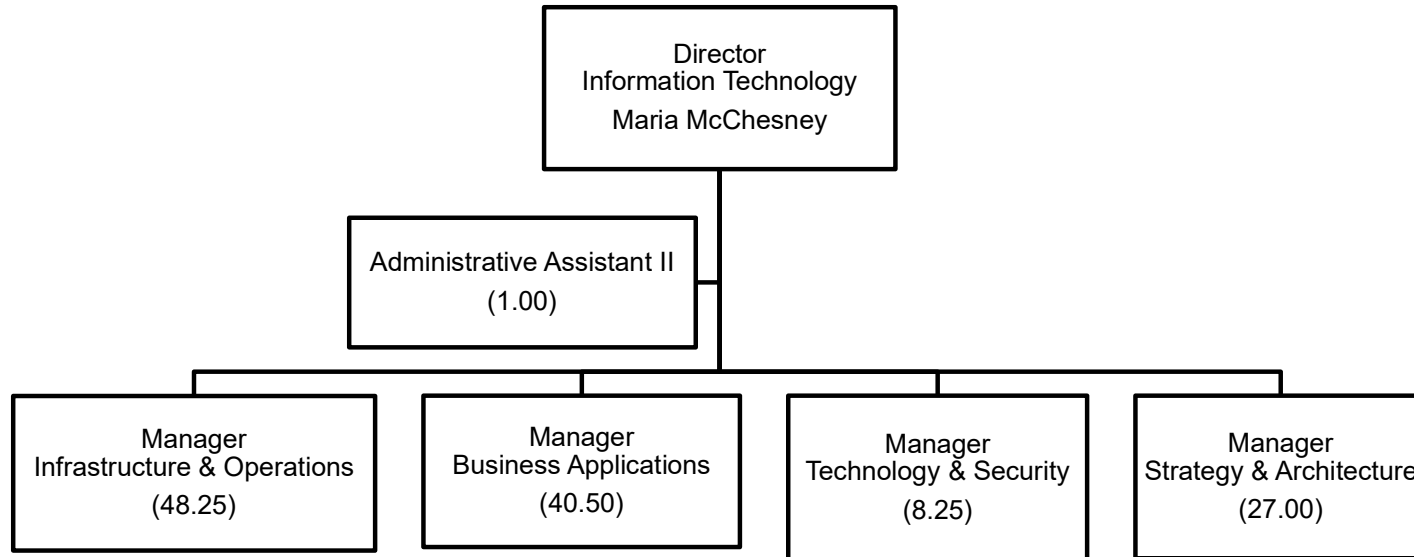 Director
Information Technology
Maria McChesney
Administrative Assistant II
(1.00)
Manager
Infrastructure & Operations
(48.25)
Manager
Business Applications
(40.50)
Manager
Technology & Security
(8.25)
Manager
Strategy & Architecture
(27.00)